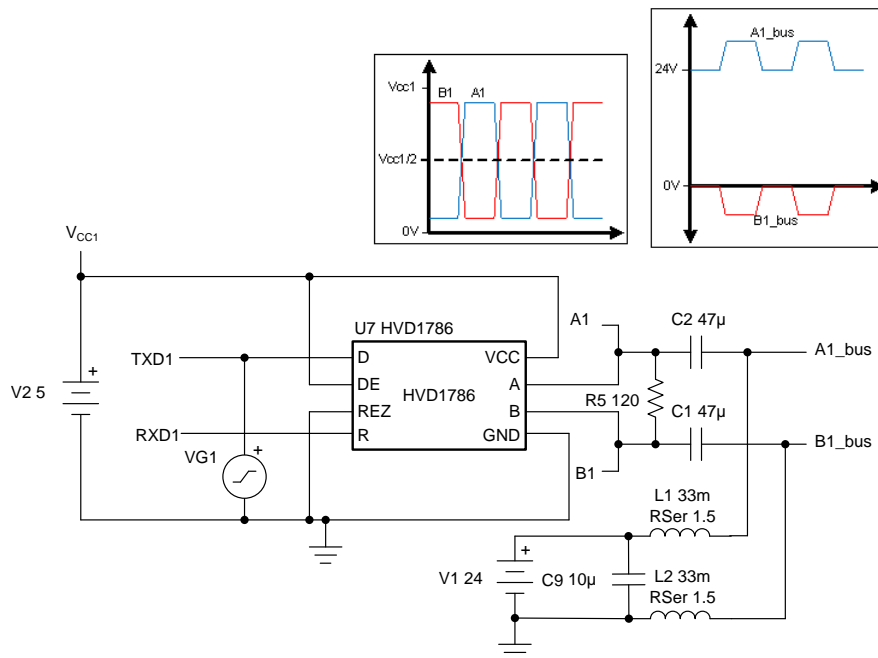 A1_bus
24V
0V
B1_bus
Vcc1
B1 A1
Vcc1/2
0V
VCC1
U7 HVD1786
A1
C2 47µ
TXD1
D
VCC
A1_bus
V2 5
DE
HVD1786
A
R5 120
REZ
B
C1 47µ
RXD1
R
GND
B1_bus
VG1
B1
L1 33m
RSer 1.5
V1 24
C9 10µ
L2 33m
RSer 1.5